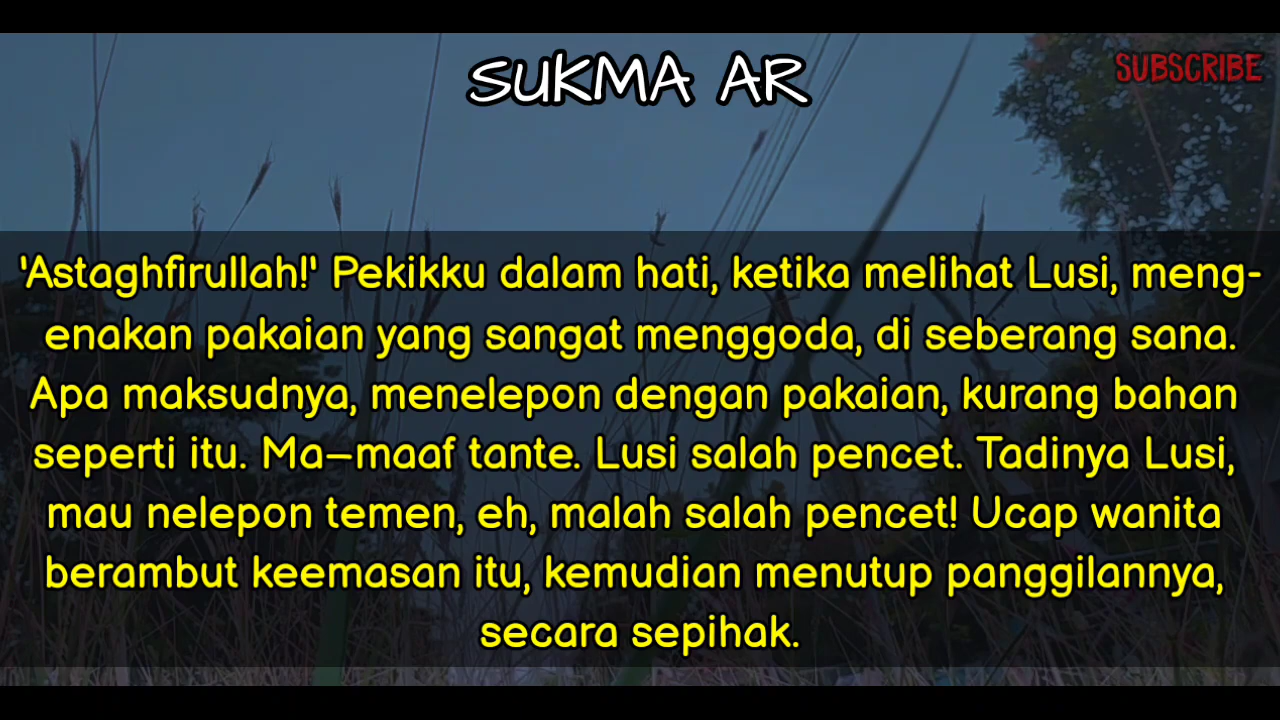 SUKMA AR
SUBSCRIBE
'Astaghfirullah!' Pekikku dalam hati, ketika melihat Lusi, meng-
enakan pakaian yang sangat menggoda, di seberang sana.
Apa maksudnya, menelepon dengan pakaian, kurang bahan
seperti itu. Ma–maaf tante. Lusi salah pencet. Tadinya Lusi,
mau nelepon temen, eh, malah salah pencet! Ucap wanita
berambut keemasan itu, kemudian menutup panggilannya,
secara sepihak.